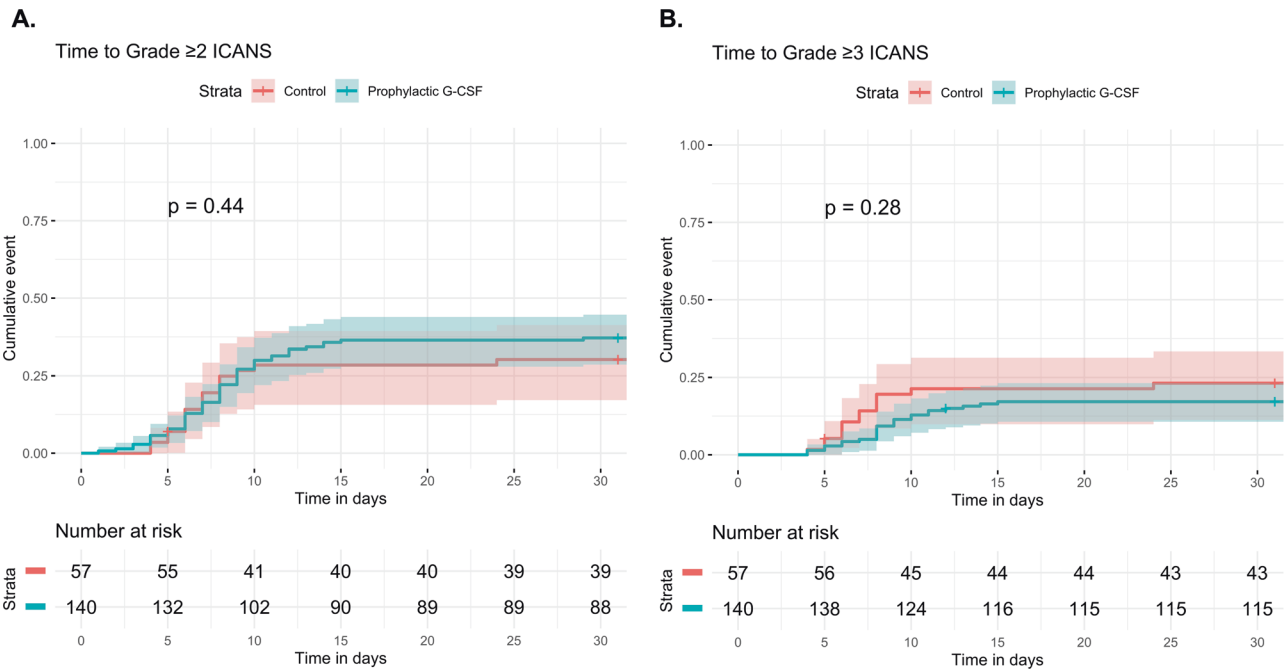 A.
Time to Grade ≥2 ICANS
Strata Control Prophylactic G-CSF
p = 0.44
Cumulative event
1.00
0.75
0.50
0.25
0.00
0 5 10 15 20 25 30
Time in days
Number at risk
Strata
57 55 41 40 40 39 39
140 132 102 90 89 89 88
0 5 10 15 20 25 30
Time in days
B.
Time to Grade ≥3 ICANS
Strata Control Prophylactic G-CSF
p = 0.28
Cumulative event
1.00
0.75
0.50
0.25
0.00
0 5 10 15 20 25 30
Time in days
Number at risk
Strata
57 56 45 44 44 43 43
140 138 124 116 115 115 115
0 5 10 15 20 25 30
Time in days